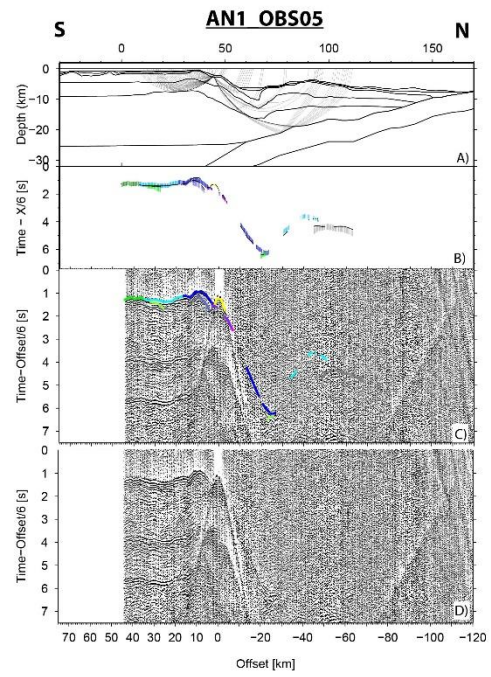 AN1_OBS05
S N
0 50 100 150
Depth (km)
0
−10
−20
−30
A)
Time − X/6 [s]
2
4
6
B)
Time−Offset/6 [s]
0
1
2
3
4
5
6
7
C)
Time−Offset/6 [s]
0
1
2
3
4
5
6
7
D)
70 60 50 40 30 20 10 0 −20 −40 −60 −80 −100 −120
Offset [km]